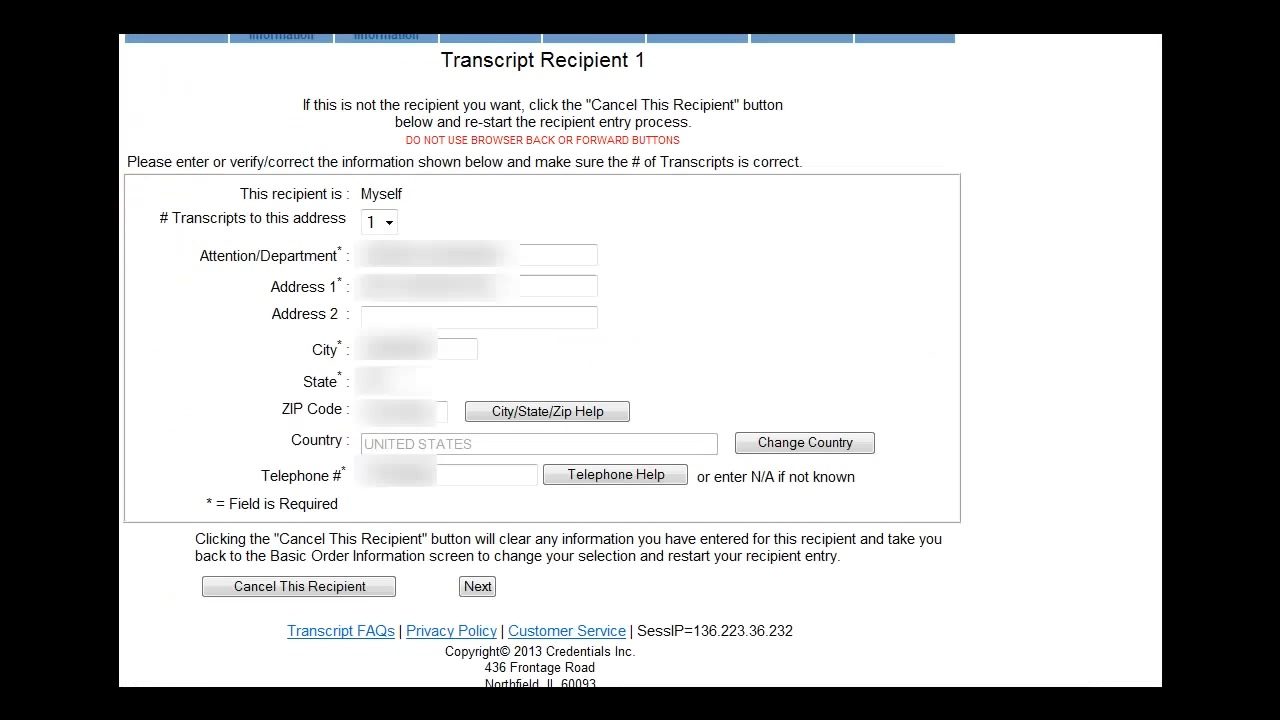 information information
Transcript Recipient 1
If this is not the recipient you want, click the "Cancel This Recipient" button
below and re-start the recipient entry process.
DO NOT USE BROWSER BACK OR FORWARD BUTTONS
Please enter or verify/correct the information shown below and make sure the # of Transcripts is correct.
This recipient is : Myself
# Transcripts to this address 1
Attention/Department* :
Address 1* :
Address 2 :
City* :
State* :
ZIP Code : City/State/Zip Help
Country : UNITED STATES Change Country
Telephone #* Telephone Help or enter N/A if not known
* = Field is Required
Clicking the "Cancel This Recipient" button will clear any information you have entered for this recipient and take you
back to the Basic Order Information screen to change your selection and restart your recipient entry.
Cancel This Recipient Next
Transcript FAQs | Privacy Policy | Customer Service | SessIP=136.223.36.232
Copyright© 2013 Credentials Inc.
436 Frontage Road
Northfield, IL 60093